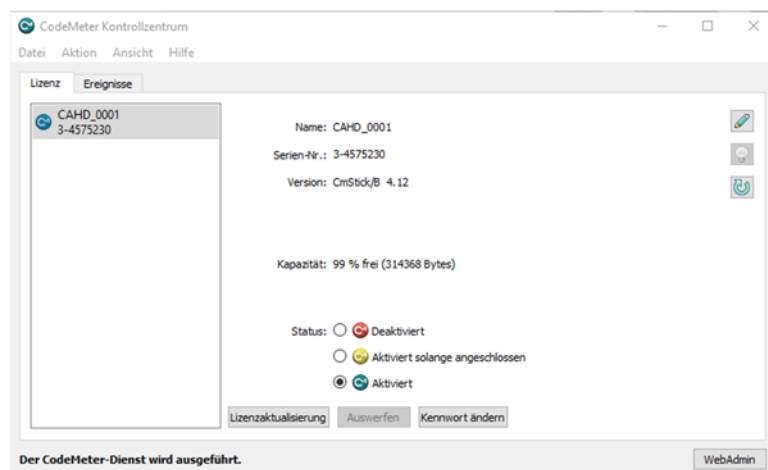 CodeMeter Kontrollzentrum
Datei Aktion Ansicht Hilfe
Lizenz Ereignisse
CAHD_0001
3-4575230
Name: CAHD_0001
Serien-Nr.: 3-4575230
Version: CmStick/B 4.12
Kapazität: 99 % frei (314368 Bytes)
Status: Deaktiviert
Aktiviert solange angeschlossen
Aktiviert
Lizenzaktualisierung Auswerfen Kennwort ändern
Der CodeMeter-Dienst wird ausgeführt. WebAdmin